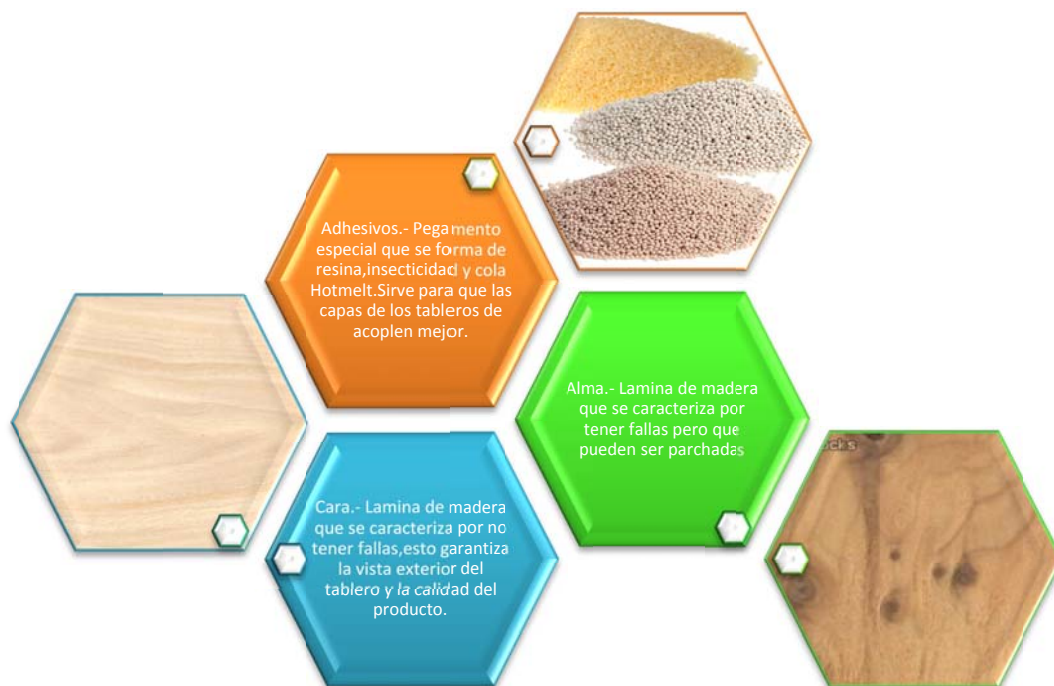 Adhesivos.- Pegamento
especial que se forma de
resina,insecticidad y cola
Hotmelt.Sirve para que las
capas de los tableros de
acoplen mejor.
Alma.- Lamina de madera
que se caracteriza por
tener fallas pero que
pueden ser parchadas
Cara.- Lamina de madera
que se caracteriza por no
tener fallas,esto garantiza
la vista exterior del
tablero y la calidad del
producto.